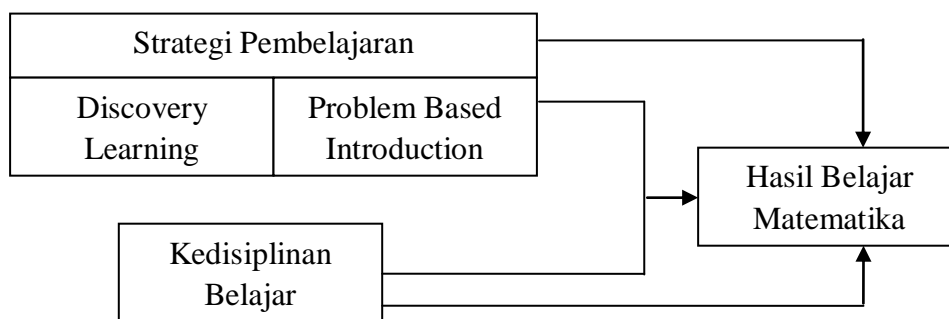 Strategi Pembelajaran
Discovery
Learning
Problem Based
Introduction
Hasil Belajar
Matematika
Kedisiplinan
Belajar